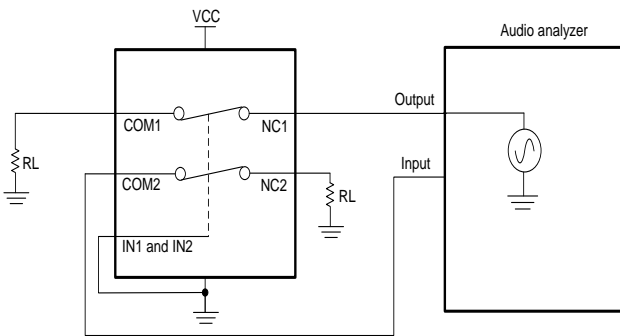 VCC
Audio analyzer
Output
COM1
NC1
Input
RL
COM2
NC2
RL
IN1 and IN2